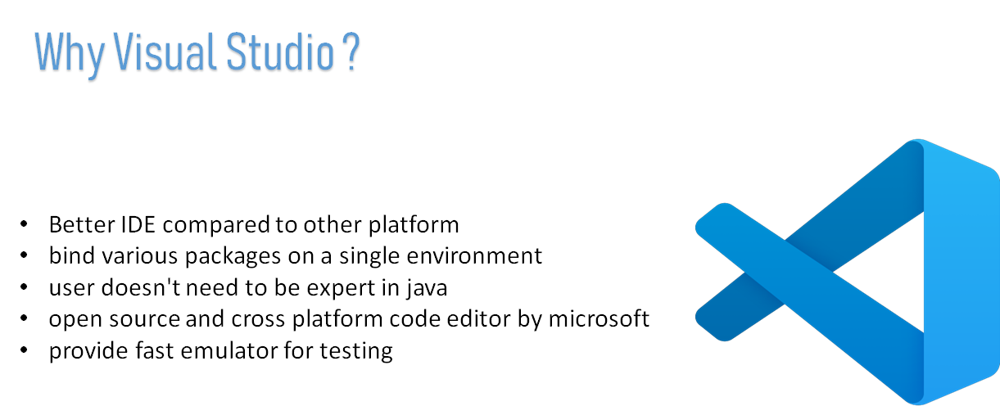 Why Visual Studio ?
• Better IDE compared to other platform
• bind various packages on a single environment
• user doesn't need to be expert in java
• open source and cross platform code editor by microsoft
• provide fast emulator for testing